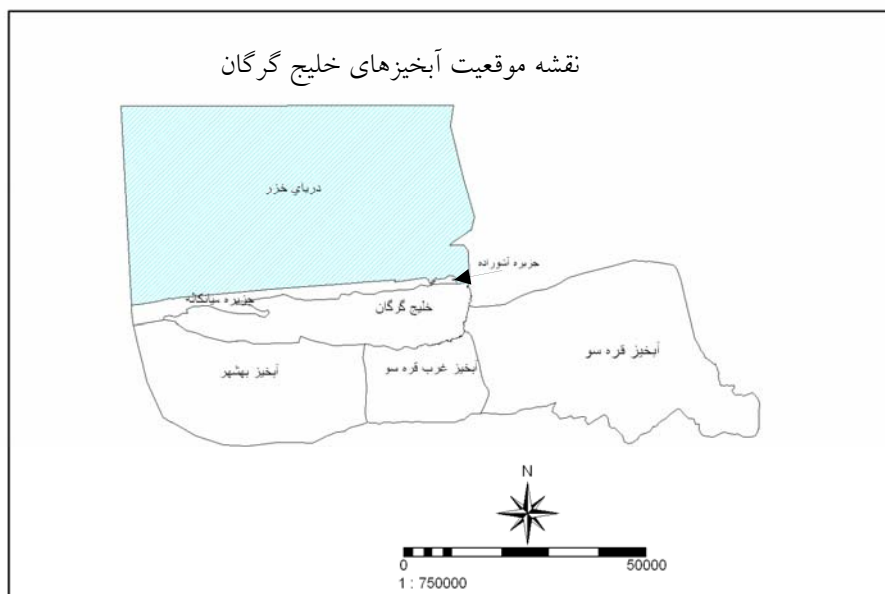 نقشه موقعیت آبخیزهای خلیج گرگان
دریای خزر
جزیره آشوراده
جزیره میانکاله
خلیج گرگان
آبخیز قره سو
آبخیز غرب قره سو
آبخیز بهشهر
N
0 50000
1 : 750000